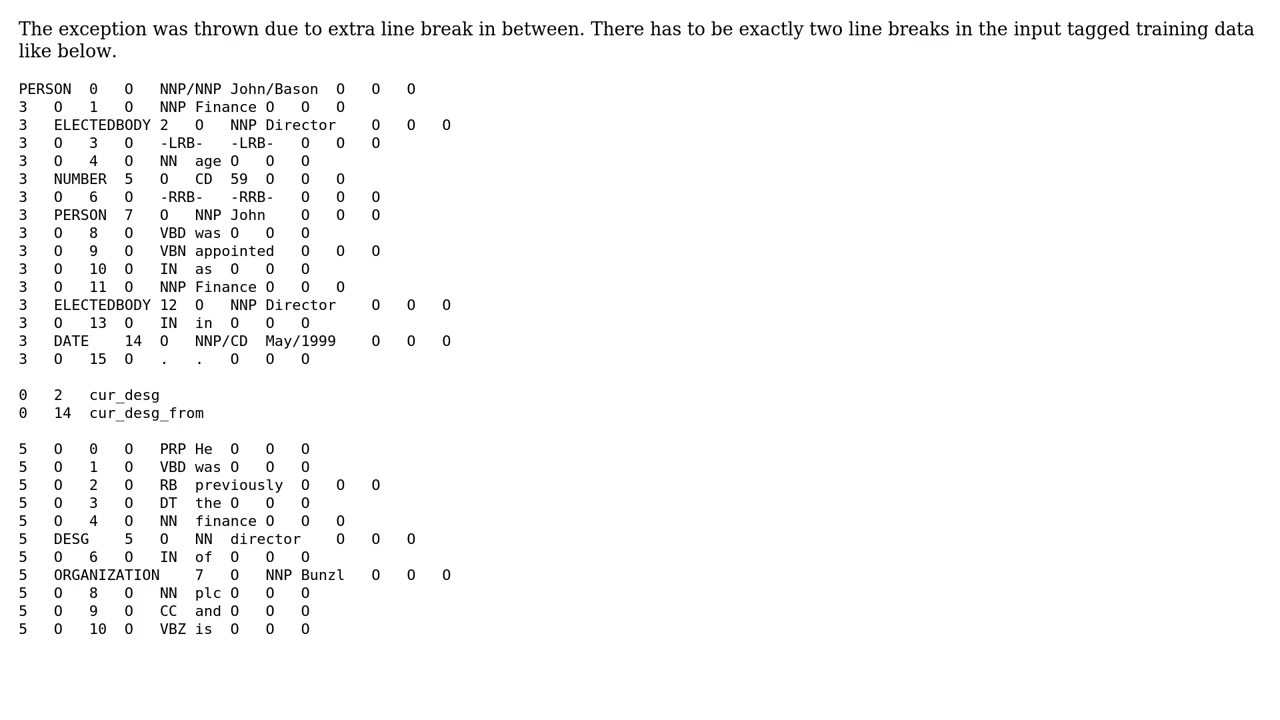 The exception was thrown due to extra line break in between. There has to be exactly two line breaks in the input tagged training data
like below.

PERSON  0   O   NNP/NNP John/Bason  O   O   O
3   O   1   O   NNP Finance O   O   O
3   ELECTEDBODY 2   O   NNP Director    O   O   O
3   O   3   O   -LRB-   -LRB-   O   O   O
3   O   4   O   NN  age O   O   O
3   NUMBER  5   O   CD  59  O   O   O
3   O   6   O   -RRB-   -RRB-   O   O   O
3   PERSON  7   O   NNP John    O   O   O
3   O   8   O   VBD was O   O   O
3   O   9   O   VBN appointed   O   O   O
3   O   10  O   IN  as  O   O   O
3   O   11  O   NNP Finance O   O   O
3   ELECTEDBODY 12  O   NNP Director    O   O   O
3   O   13  O   IN  in  O   O   O
3   DATE    14  O   NNP/CD  May/1999    O   O   O
3   O   15  O   .   .   O   O   O

0   2   cur_desg
0   14  cur_desg_from

5   O   0   O   PRP He  O   O   O
5   O   1   O   VBD was O   O   O
5   O   2   O   RB  previously  O   O   O
5   O   3   O   DT  the O   O   O
5   O   4   O   NN  finance O   O   O
5   DESG    5   O   NN  director    O   O   O
5   O   6   O   IN  of  O   O   O
5   ORGANIZATION    7   O   NNP Bunzl   O   O   O
5   O   8   O   NN  plc O   O   O
5   O   9   O   CC  and O   O   O
5   O   10  O   VBZ is  O   O   O